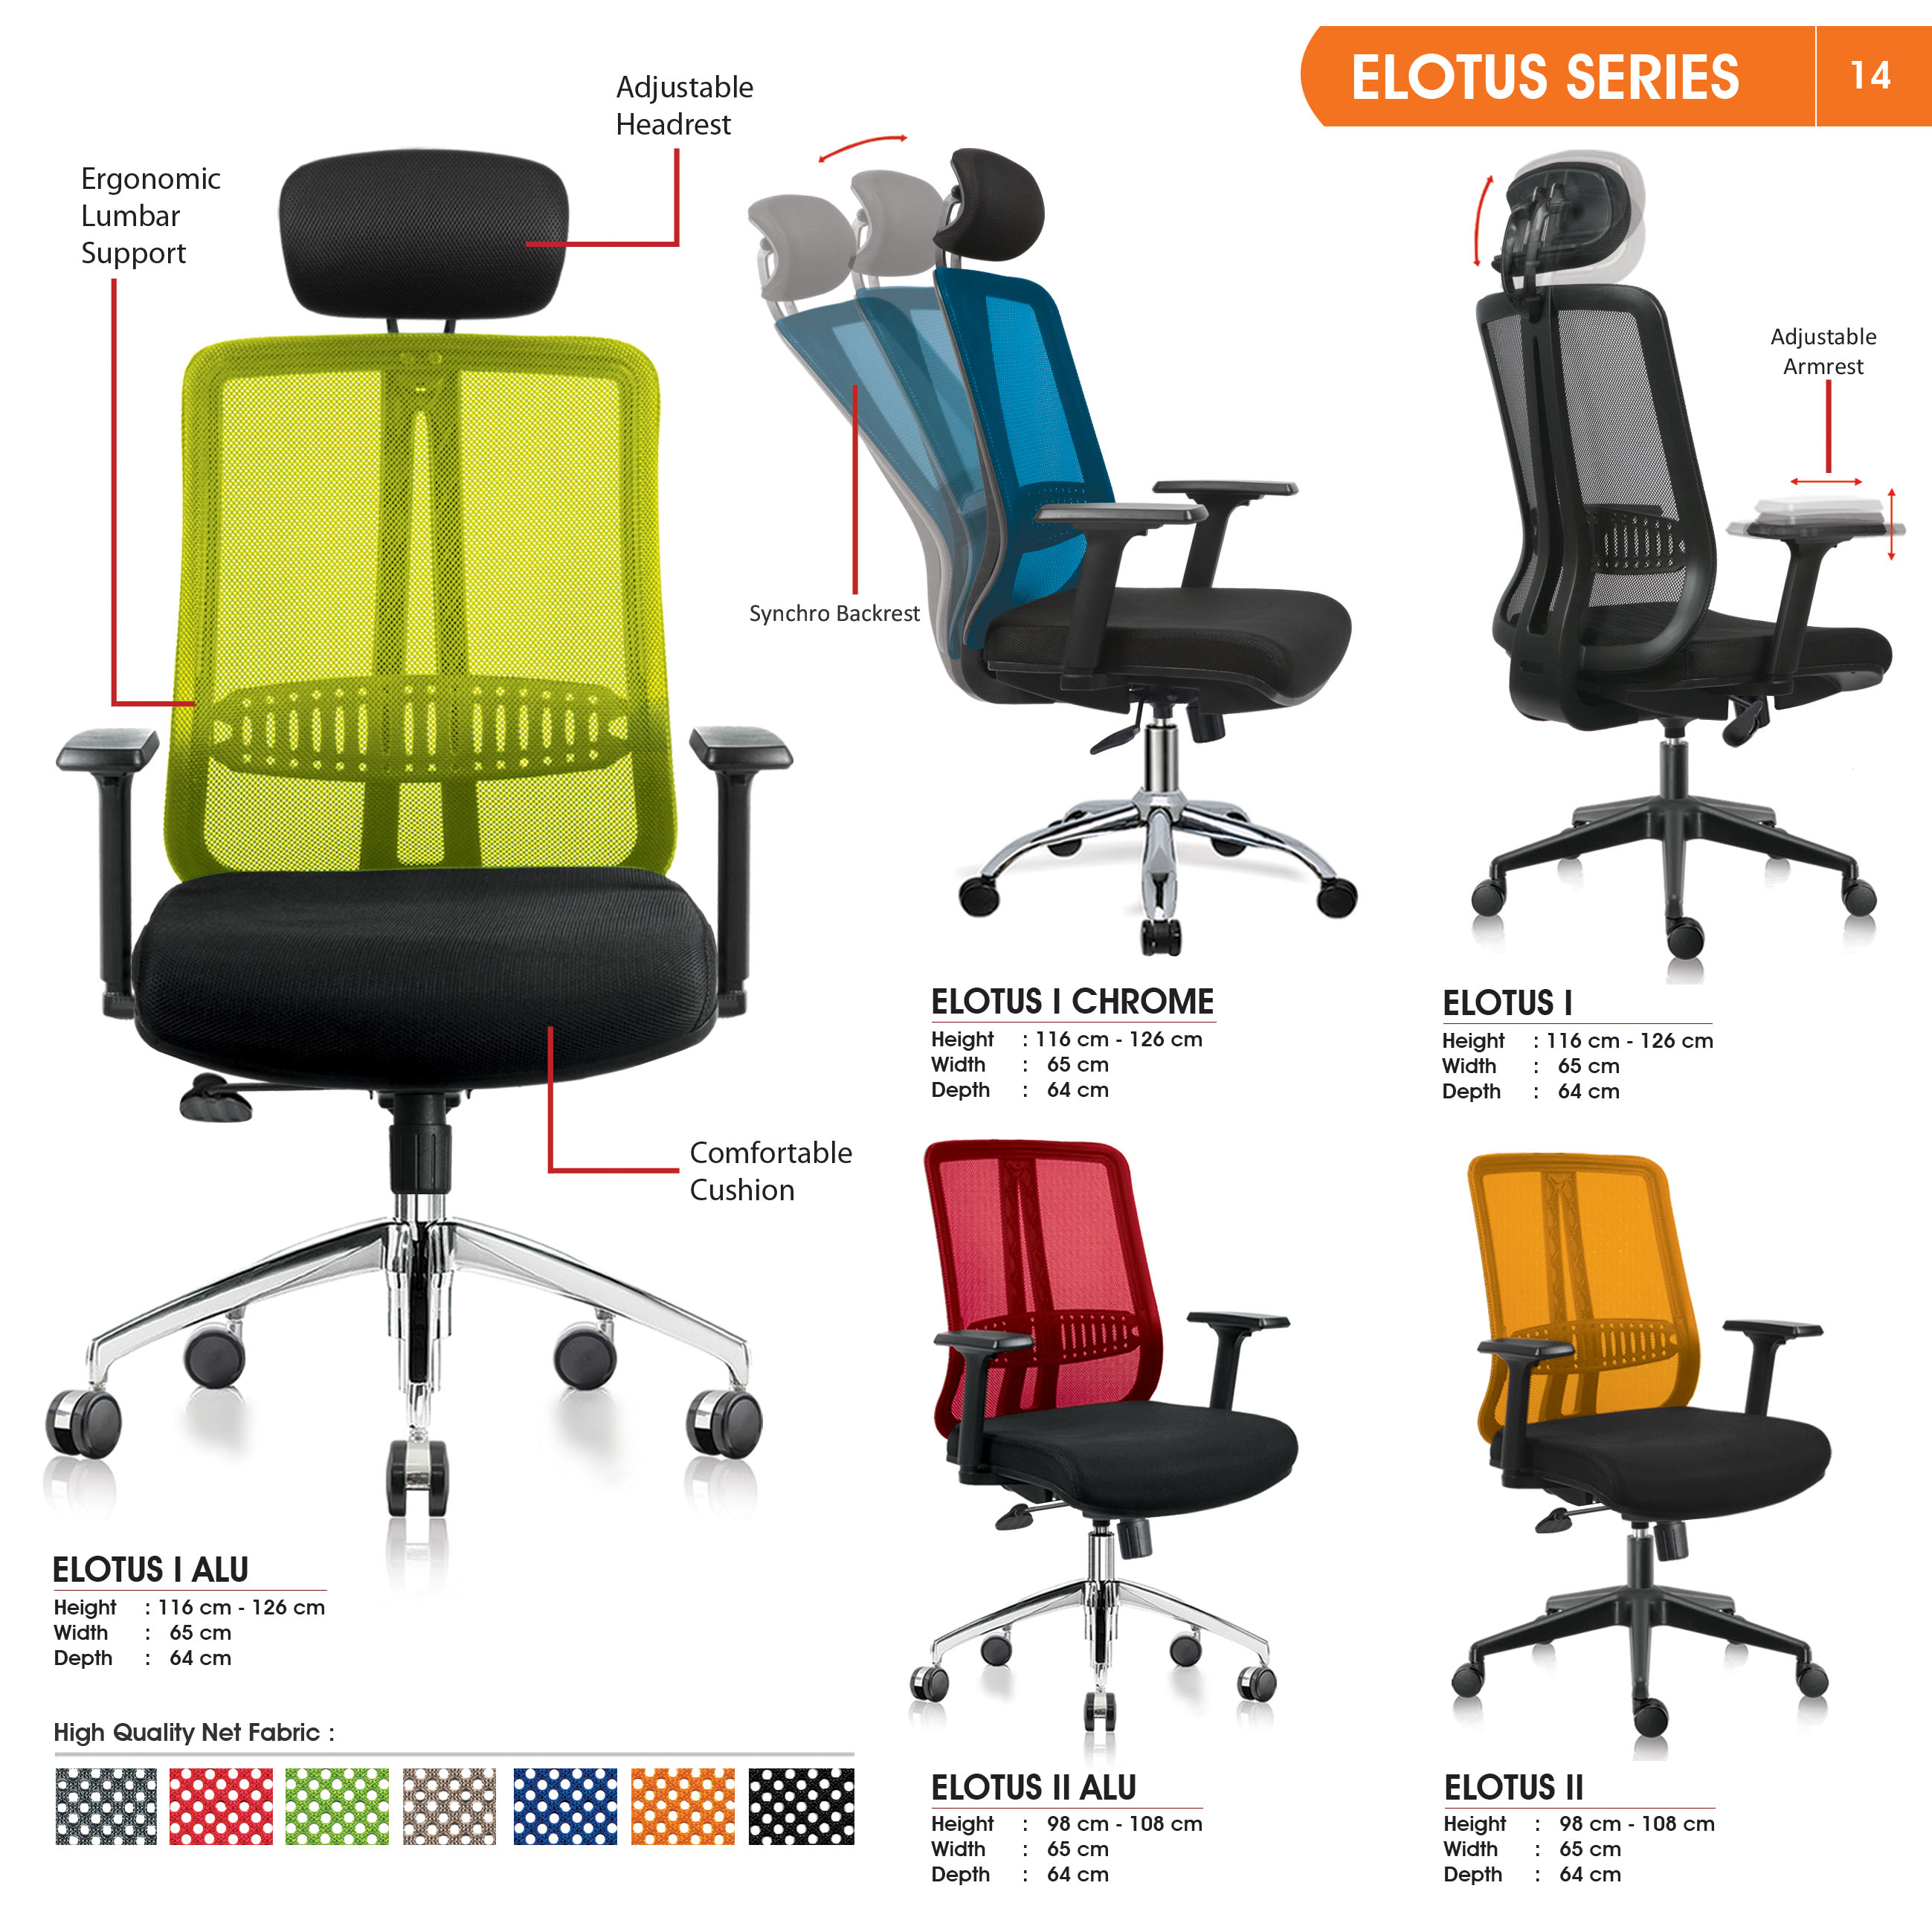 ELOTUS SERIES 14
Adjustable
Headrest
Ergonomic
Lumbar
Support
Adjustable
Armrest
Synchro Backrest
Comfortable
Cushion
ELOTUS I CHROME
Height : 116 cm - 126 cm
Width : 65 cm
Depth : 64 cm
ELOTUS I
Height : 116 cm - 126 cm
Width : 65 cm
Depth : 64 cm
ELOTUS I ALU
Height : 116 cm - 126 cm
Width : 65 cm
Depth : 64 cm
High Quality Net Fabric :
ELOTUS II ALU
Height : 98 cm - 108 cm
Width : 65 cm
Depth : 64 cm
ELOTUS II
Height : 98 cm - 108 cm
Width : 65 cm
Depth : 64 cm